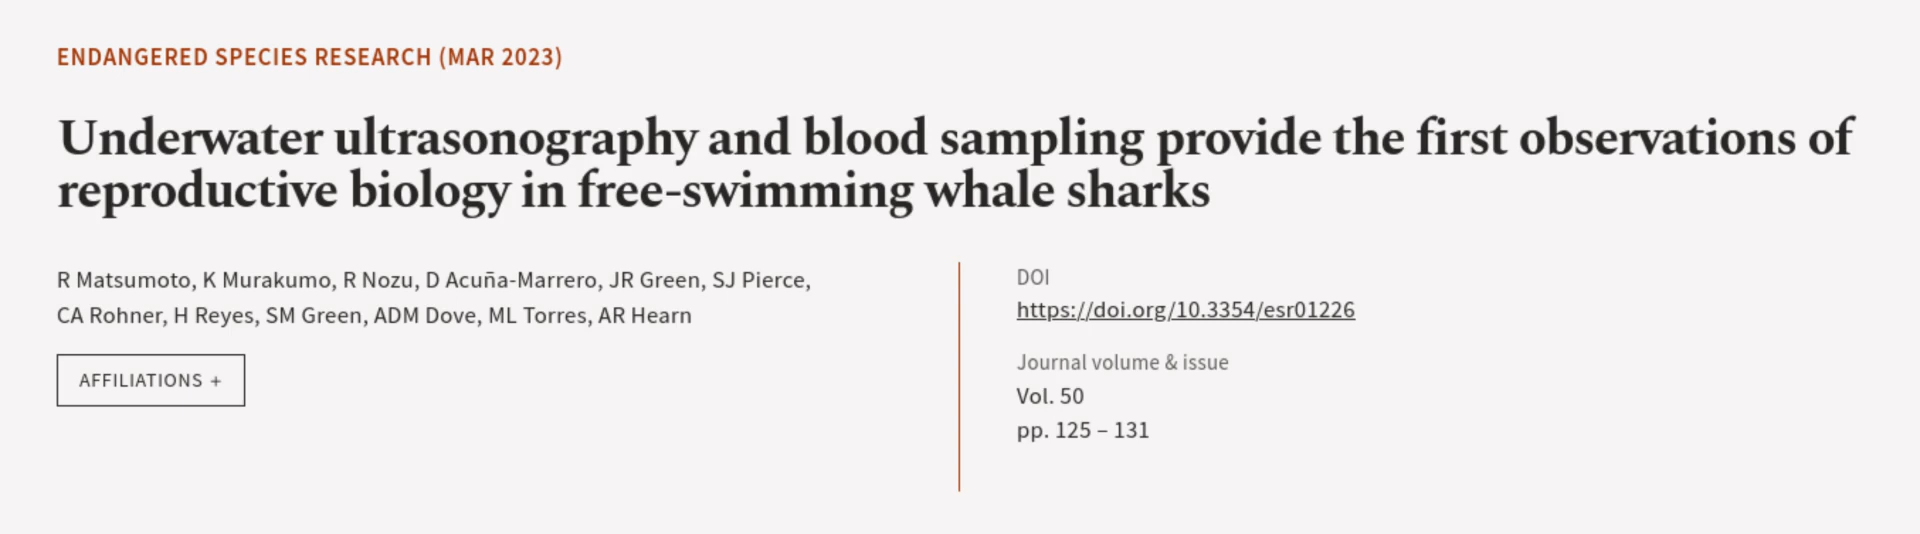 ENDANGERED SPECIES RESEARCH (MAR 2023)
Underwater ultrasonography and blood sampling provide the first observations of
reproductive biology in free-swimming whale sharks
R Matsumoto, K Murakumo, R Nozu, D Acuña-Marrero, JR Green, SJ Pierce,
CA Rohner, H Reyes, SM Green, ADM Dove, ML Torres, AR Hearn
AFFILIATIONS +
DOI
https://doi.org/10.3354/esr01226
Journal volume & issue
Vol. 50
pp. 125 – 131